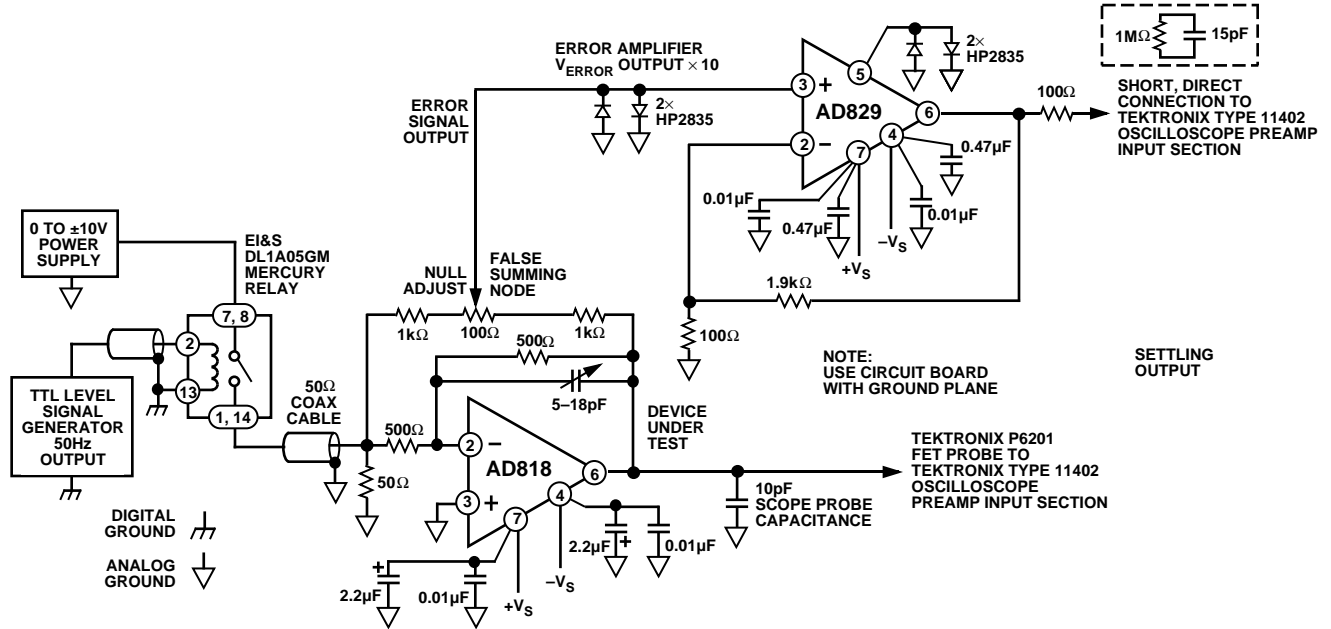 1MΩ
15pF
ERROR AMPLIFIER
VERROR OUTPUT × 10
2×
HP2835
ERROR
SIGNAL
OUTPUT
2×
HP2835
3
+
5
AD829
6
2
−
4
7
100Ω
SHORT, DIRECT
CONNECTION TO
TEKTRONIX TYPE 11402
OSCILLOSCOPE PREAMP
INPUT SECTION
0.47µF
0.01µF
0.47µF
0.01µF
−VS
+VS
1.9kΩ
100Ω
0 TO ±10V
POWER
SUPPLY
EI&S
DL1A05GM
MERCURY
RELAY
7, 8
2
13
1, 14
TTL LEVEL
SIGNAL
GENERATOR
50Hz
OUTPUT
50Ω
COAX
CABLE
NULL
ADJUST
FALSE
SUMMING
NODE
1kΩ
100Ω
1kΩ
500Ω
5–18pF
500Ω
50Ω
2
−
AD818
6
3
+
4
7
DEVICE
UNDER
TEST
NOTE:
USE CIRCUIT BOARD
WITH GROUND PLANE
SETTLING
OUTPUT
TEKTRONIX P6201
FET PROBE TO
TEKTRONIX TYPE 11402
OSCILLOSCOPE
PREAMP INPUT SECTION
10pF
SCOPE PROBE
CAPACITANCE
2.2µF
+
0.01µF
−VS
+
2.2µF
0.01µF
+VS
DIGITAL
GROUND
ANALOG
GROUND